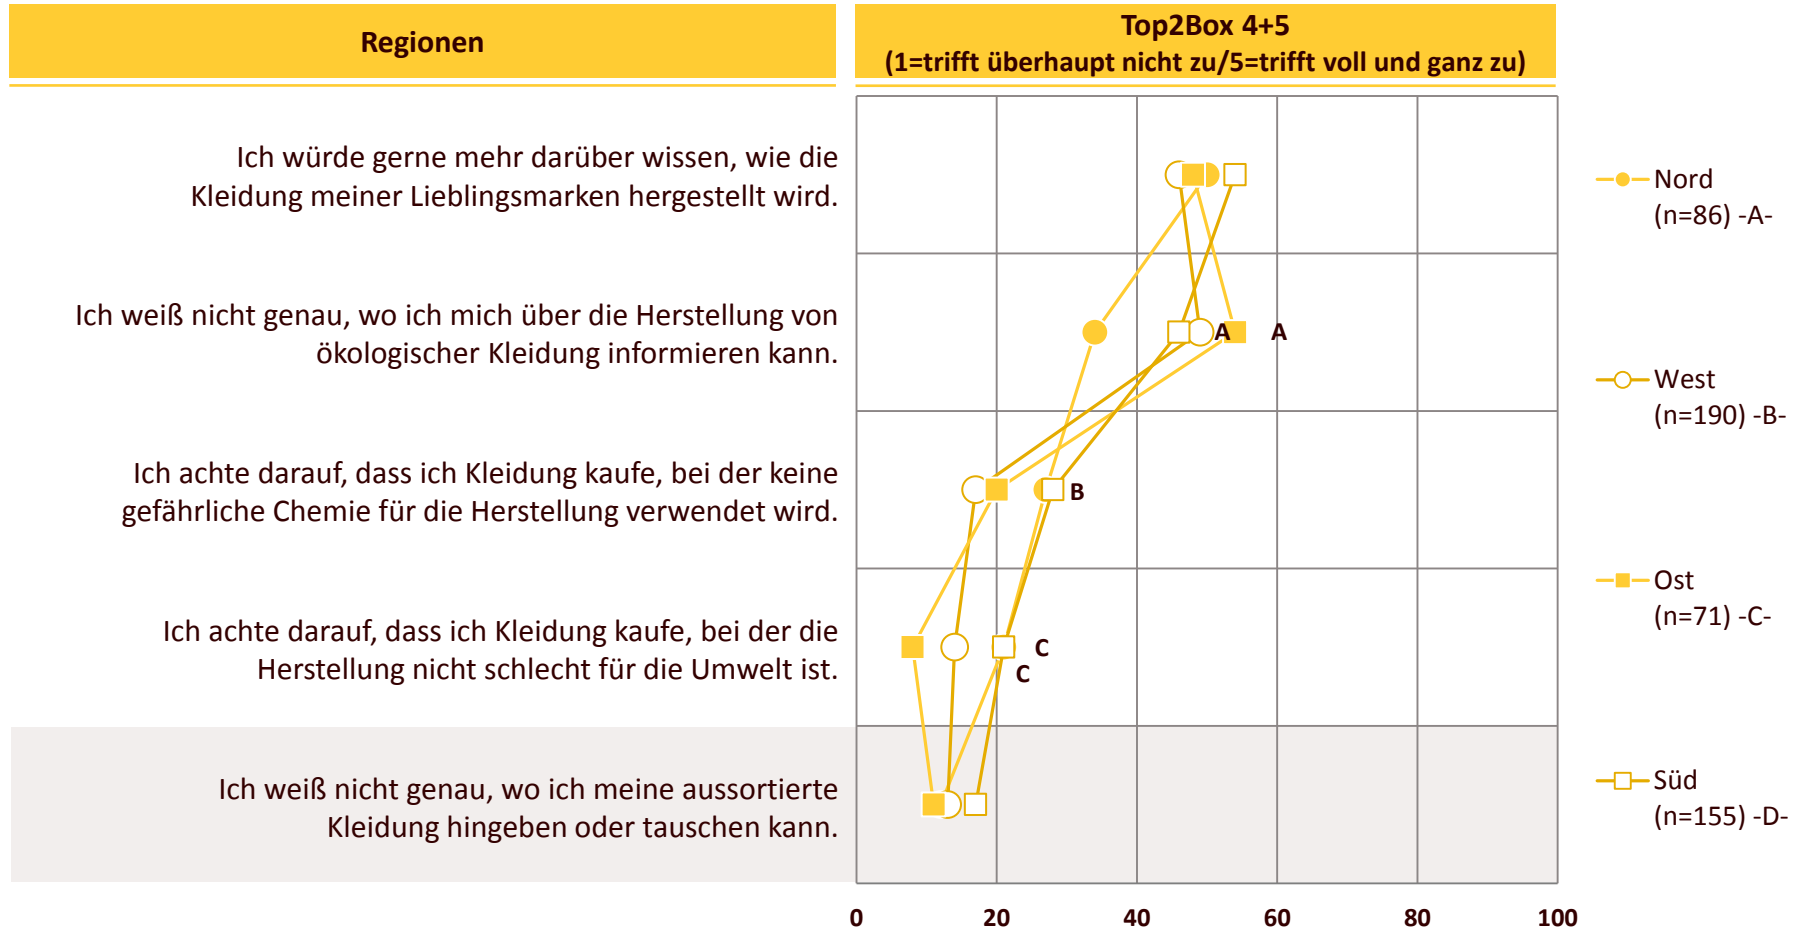 Regionen
Top2Box 4+5
(1=trifft überhaupt nicht zu/5=trifft voll und ganz zu)
Ich würde gerne mehr darüber wissen, wie die
Kleidung meiner Lieblingsmarken hergestellt wird.
Ich weiß nicht genau, wo ich mich über die Herstellung von
ökologischer Kleidung informieren kann.
A A
Ich achte darauf, dass ich Kleidung kaufe, bei der keine
gefährliche Chemie für die Herstellung verwendet wird.
B
Ich achte darauf, dass ich Kleidung kaufe, bei der die
Herstellung nicht schlecht für die Umwelt ist.
C
C
Ich weiß nicht genau, wo ich meine aussortierte
Kleidung hingeben oder tauschen kann.
0 20 40 60 80 100
Nord
(n=86) -A-
West
(n=190) -B-
Ost
(n=71) -C-
Süd
(n=155) -D-